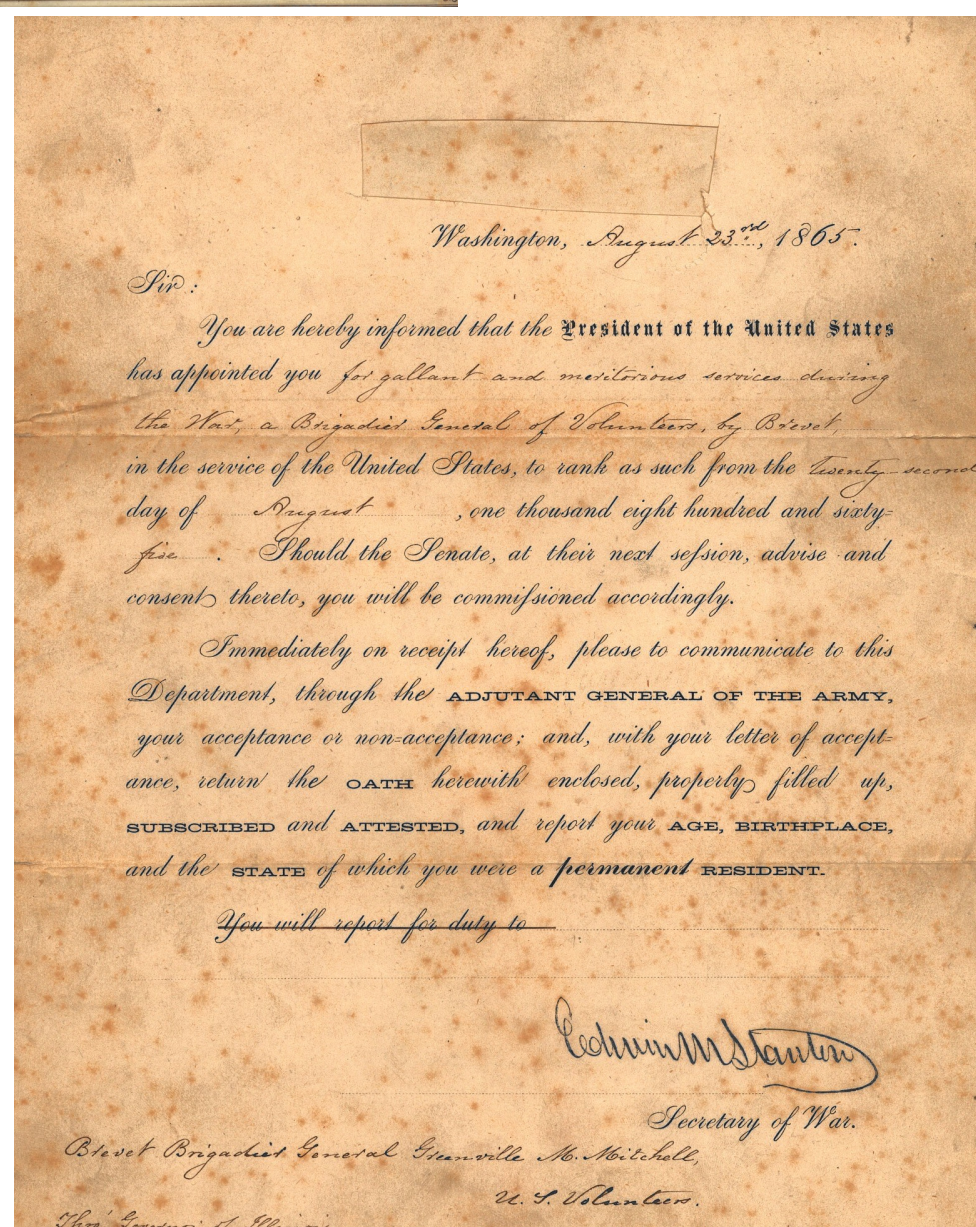 Washington, August 23rd, 1865.
Sir:
You are hereby informed that the President of the United States
has appointed you for gallant and meritorious services during
the War, a Brigadier General of Volunteers, by Brevet,
in the service of the United States, to rank as such from the twenty-second
day of August, one thousand eight hundred and sixty-
five. Should the Senate, at their next session, advise and
consent thereto, you will be commissioned accordingly.
Immediately on receipt hereof, please to communicate to this
Department, through the ADJUTANT GENERAL OF THE ARMY,
your acceptance or non-acceptance; and, with your letter of accept-
ance, return the OATH herewith enclosed, properly filled up,
SUBSCRIBED and ATTESTED, and report your AGE, BIRTHPLACE,
and the STATE of which you were a permanent RESIDENT.
You will report for duty to
Edwin M Stanton
Secretary of War.
Brevet Brigadier General Greenville M. Mitchell,
U. S. Volunteers.
Thro' Governor of Illinois